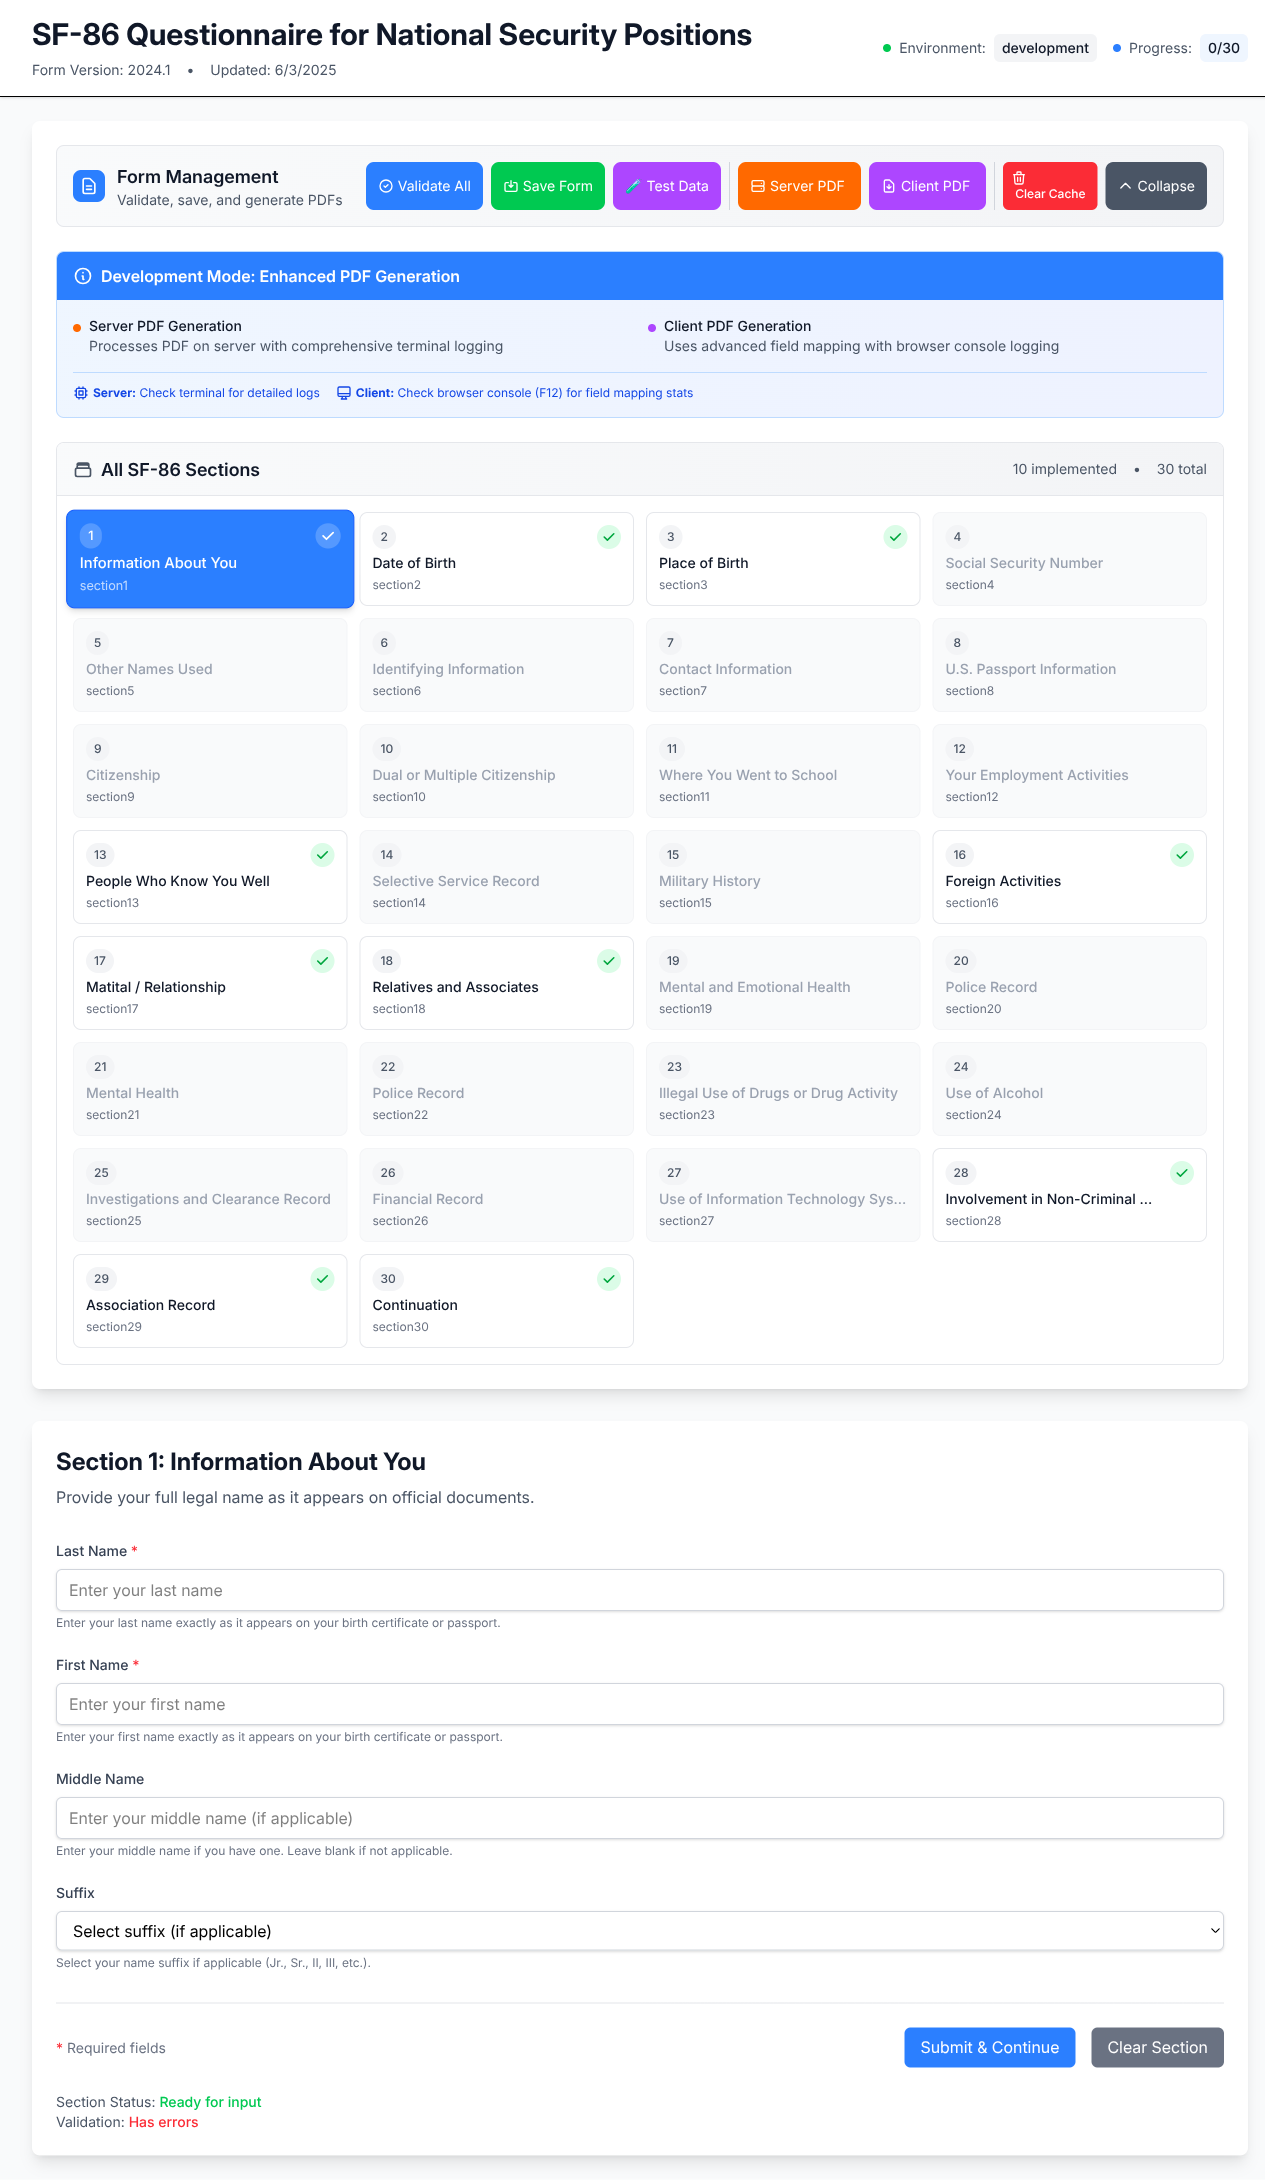 SF-86 Questionnaire for National Security Positions
Form Version: 2024.1 • Updated: 6/3/2025
Environment: development Progress: 0/30
Form Management
Validate, save, and generate PDFs
Validate All
Save Form
Test Data
Server PDF
Client PDF
Clear Cache
Collapse
Development Mode: Enhanced PDF Generation
Server PDF Generation
Processes PDF on server with comprehensive terminal logging
Client PDF Generation
Uses advanced field mapping with browser console logging
Server: Check terminal for detailed logs
Client: Check browser console (F12) for field mapping stats
All SF-86 Sections
10 implemented • 30 total
1
Information About You
section1
2
Date of Birth
section2
3
Place of Birth
section3
4
Social Security Number
section4
5
Other Names Used
section5
6
Identifying Information
section6
7
Contact Information
section7
8
U.S. Passport Information
section8
9
Citizenship
section9
10
Dual or Multiple Citizenship
section10
11
Where You Went to School
section11
12
Your Employment Activities
section12
13
People Who Know You Well
section13
14
Selective Service Record
section14
15
Military History
section15
16
Foreign Activities
section16
17
Matital / Relationship
section17
18
Relatives and Associates
section18
19
Mental and Emotional Health
section19
20
Police Record
section20
21
Mental Health
section21
22
Police Record
section22
23
Illegal Use of Drugs or Drug Activity
section23
24
Use of Alcohol
section24
25
Investigations and Clearance Record
section25
26
Financial Record
section26
27
Use of Information Technology Sys...
section27
28
Involvement in Non-Criminal ...
section28
29
Association Record
section29
30
Continuation
section30
Section 1: Information About You
Provide your full legal name as it appears on official documents.
Last Name *
Enter your last name
Enter your last name exactly as it appears on your birth certificate or passport.
First Name *
Enter your first name
Enter your first name exactly as it appears on your birth certificate or passport.
Middle Name
Enter your middle name (if applicable)
Enter your middle name if you have one. Leave blank if not applicable.
Suffix
Select suffix (if applicable)
Select your name suffix if applicable (Jr., Sr., II, III, etc.).
* Required fields
Submit & Continue
Clear Section
Section Status: Ready for input
Validation: Has errors